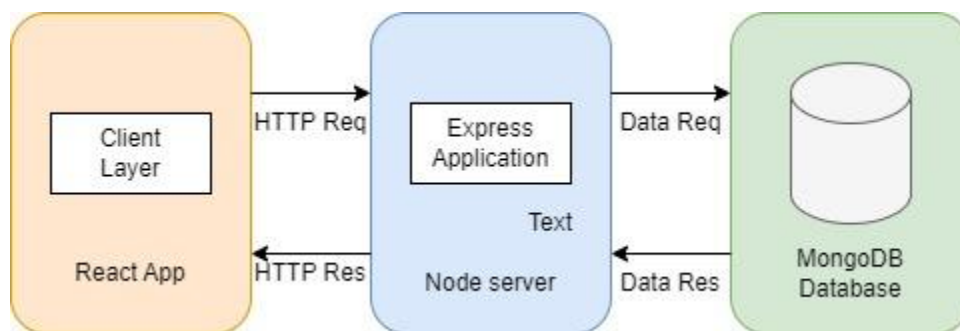 Client
Layer
React App
HTTP Req
HTTP Res
Express
Application
Text
Node server
Data Req
Data Res
MongoDB
Database